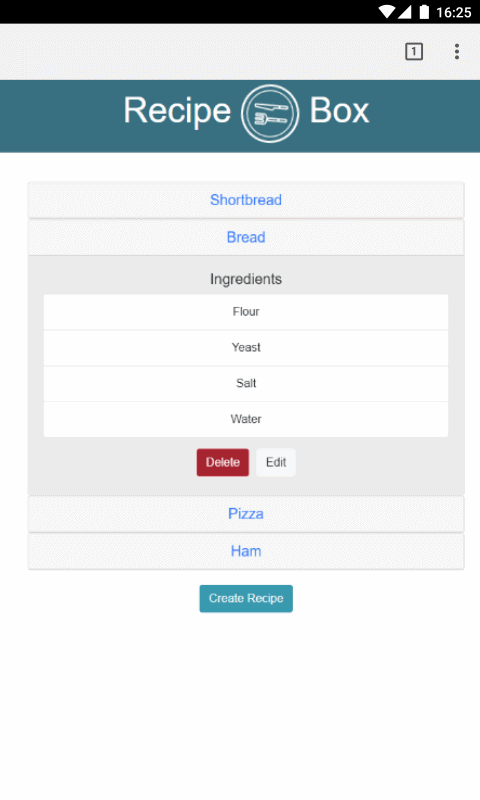 16:25
1
Recipe Box
Shortbread
Bread
Ingredients
Flour
Yeast
Salt
Water
Delete Edit
Pizza
Ham
Create Recipe